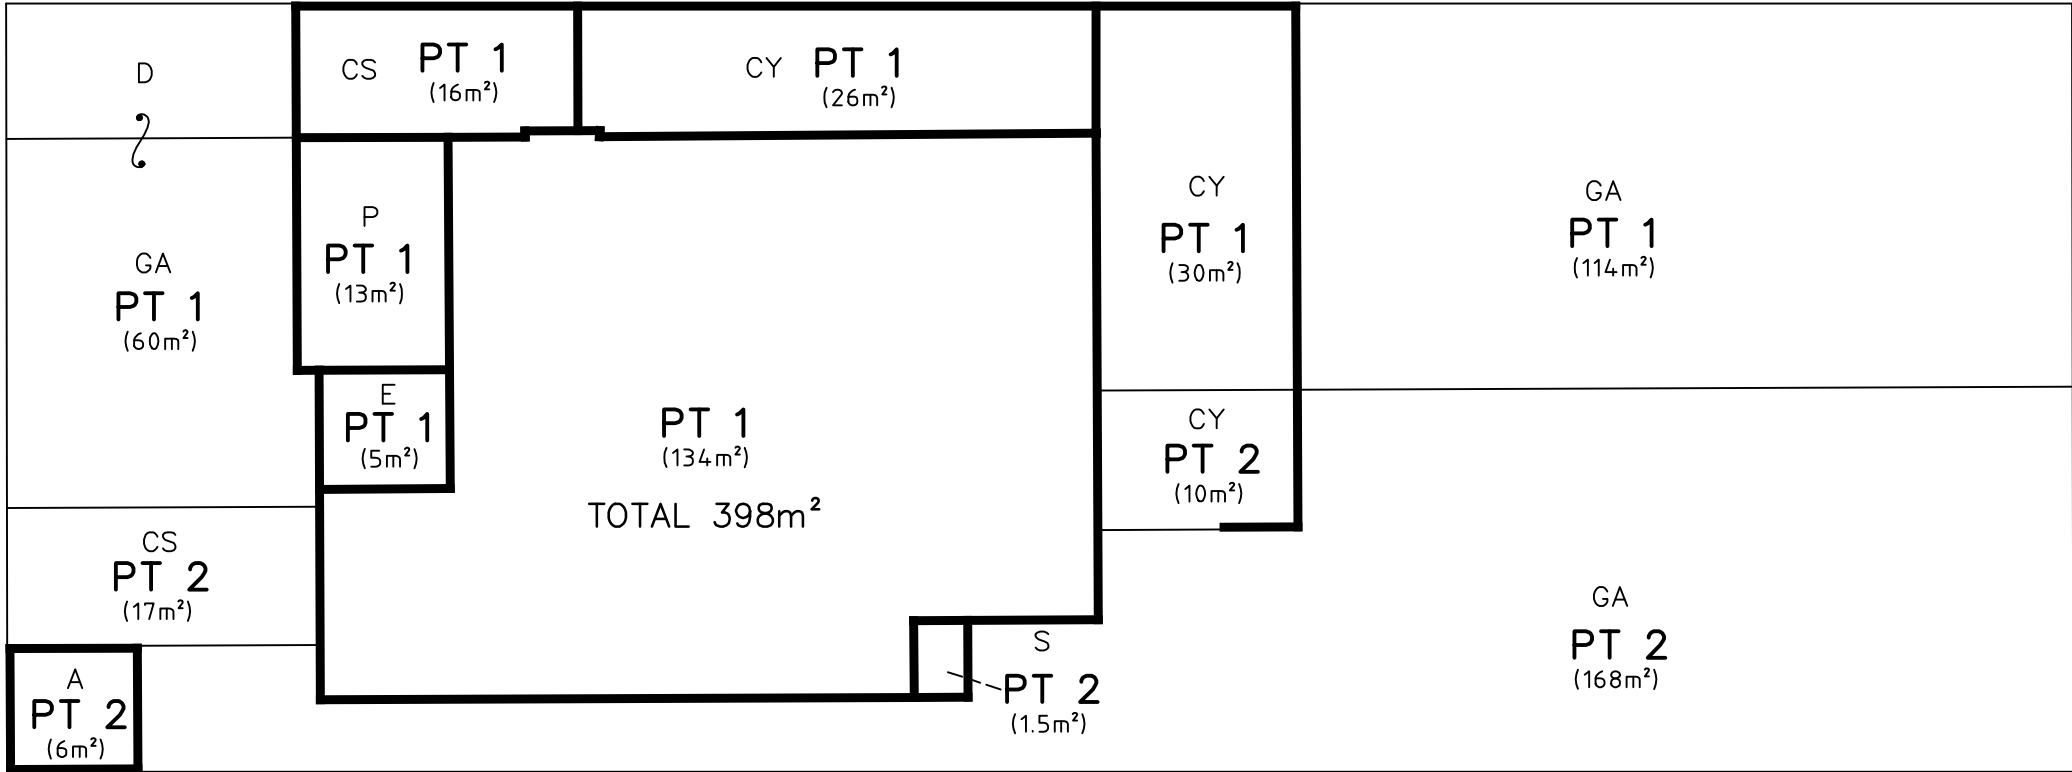 D
CS PT 1
(16m²)
CY PT 1
(26m²)
CY
PT 1
(30m²)
GA
PT 1
(114m²)
P
PT 1
(13m²)
GA
PT 1
(60m²)
E
PT 1
(5m²)
PT 1
(134m²)
TOTAL 398m²
CY
PT 2
(10m²)
CS
PT 2
(17m²)
A
PT 2
(6m²)
S
PT 2
(1.5m²)
GA
PT 2
(168m²)